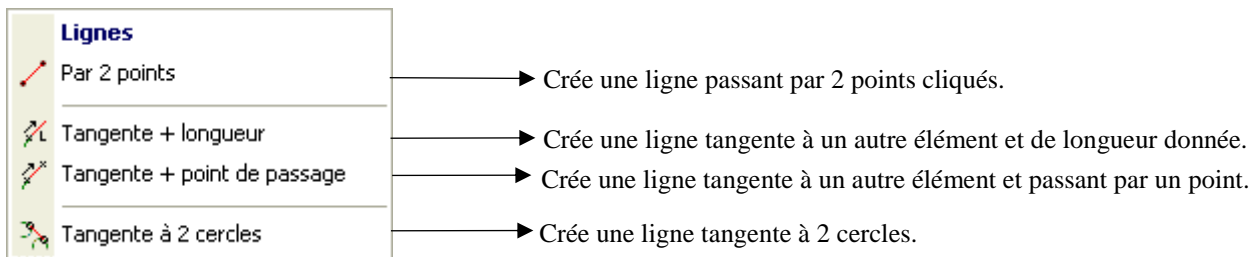 Lignes
Par 2 points
Crée une ligne passant par 2 points cliqués.
Tangente + longueur
Crée une ligne tangente à un autre élément et de longueur donnée.
Tangente + point de passage
Crée une ligne tangente à un autre élément et passant par un point.
Tangente à 2 cercles
Crée une ligne tangente à 2 cercles.